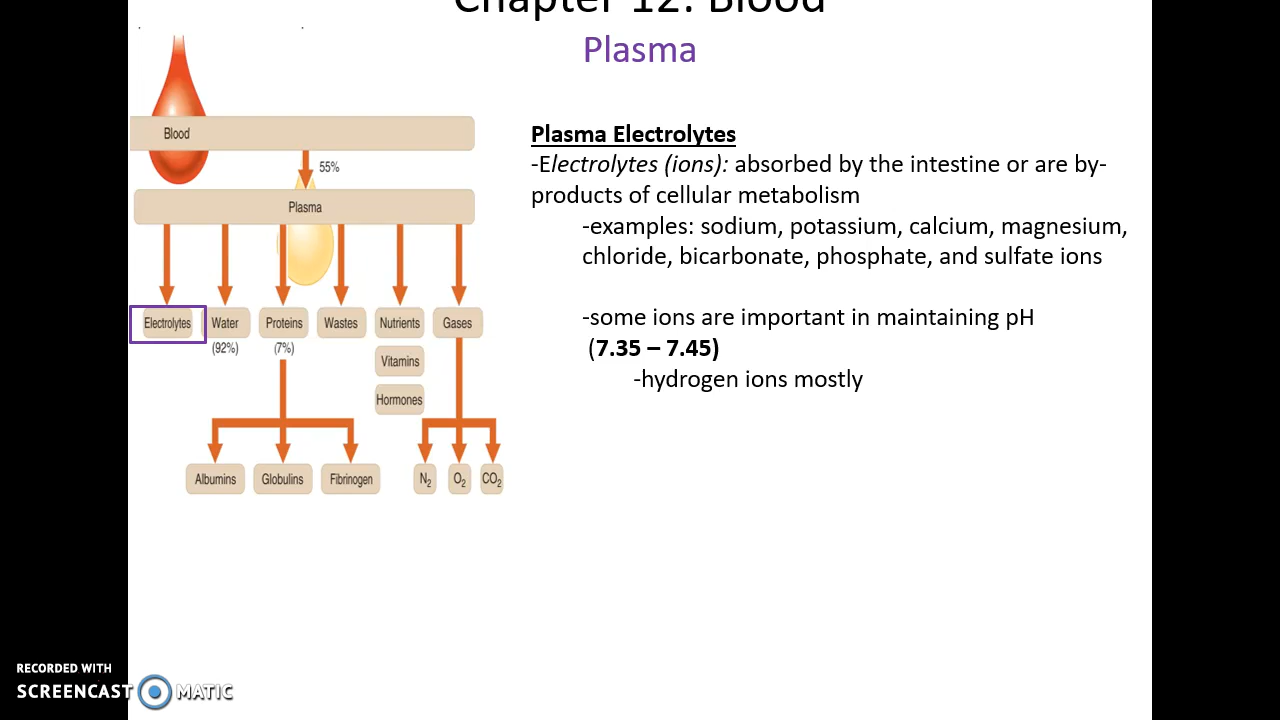 Chapter 12: Blood
Plasma
Blood
55%
Plasma
Electrolytes
Water
Proteins
Wastes
Nutrients
Gases
(92%)
(7%)
Vitamins
Hormones
Albumins
Globulins
Fibrinogen
N₂
O₂
CO₂
Plasma Electrolytes
-Electrolytes (ions): absorbed by the intestine or are by-
products of cellular metabolism
-examples: sodium, potassium, calcium, magnesium,
chloride, bicarbonate, phosphate, and sulfate ions
-some ions are important in maintaining pH
(7.35 – 7.45)
-hydrogen ions mostly
RECORDED WITH
SCREENCAST MATIC